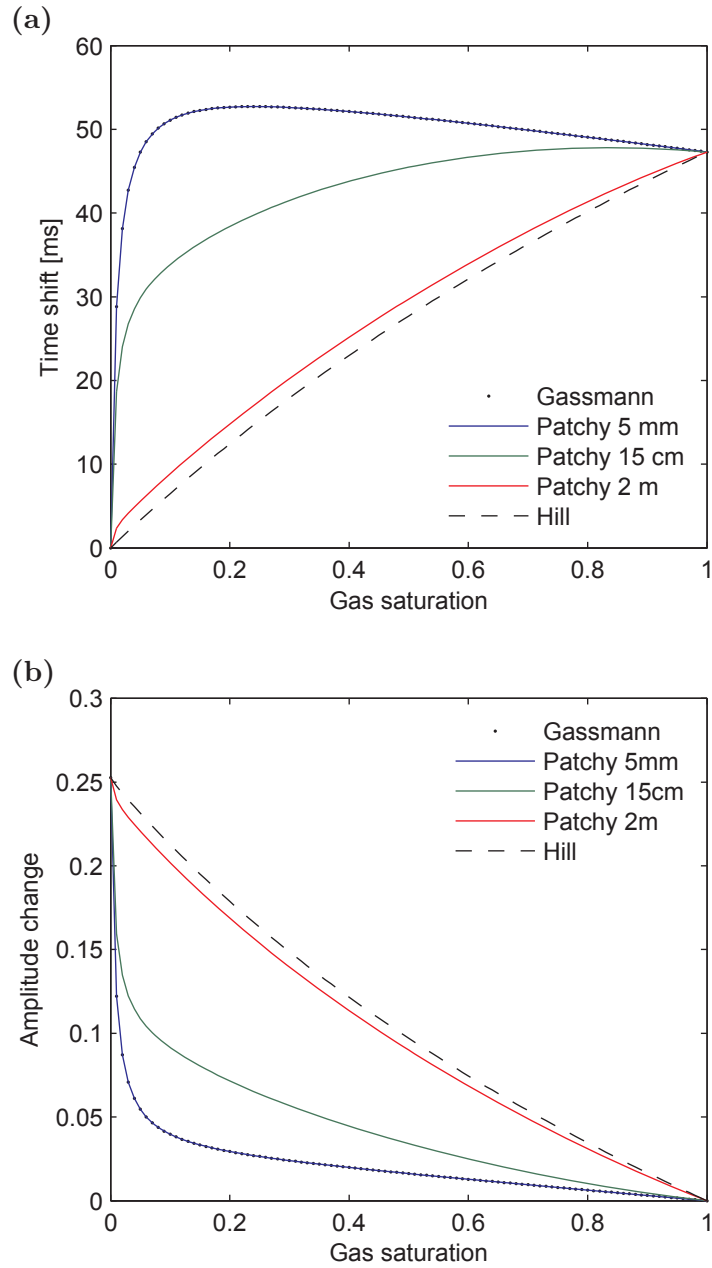 (a)
60
50
40
30
20
10
0
Time shift [ms]
Gassmann
Patchy 5 mm
Patchy 15 cm
Patchy 2 m
Hill
0 0.2 0.4 0.6 0.8 1
Gas saturation
(b)
0.3
0.25
0.2
0.15
0.1
0.05
0
Amplitude change
Gassmann
Patchy 5mm
Patchy 15cm
Patchy 2m
Hill
0 0.2 0.4 0.6 0.8 1
Gas saturation